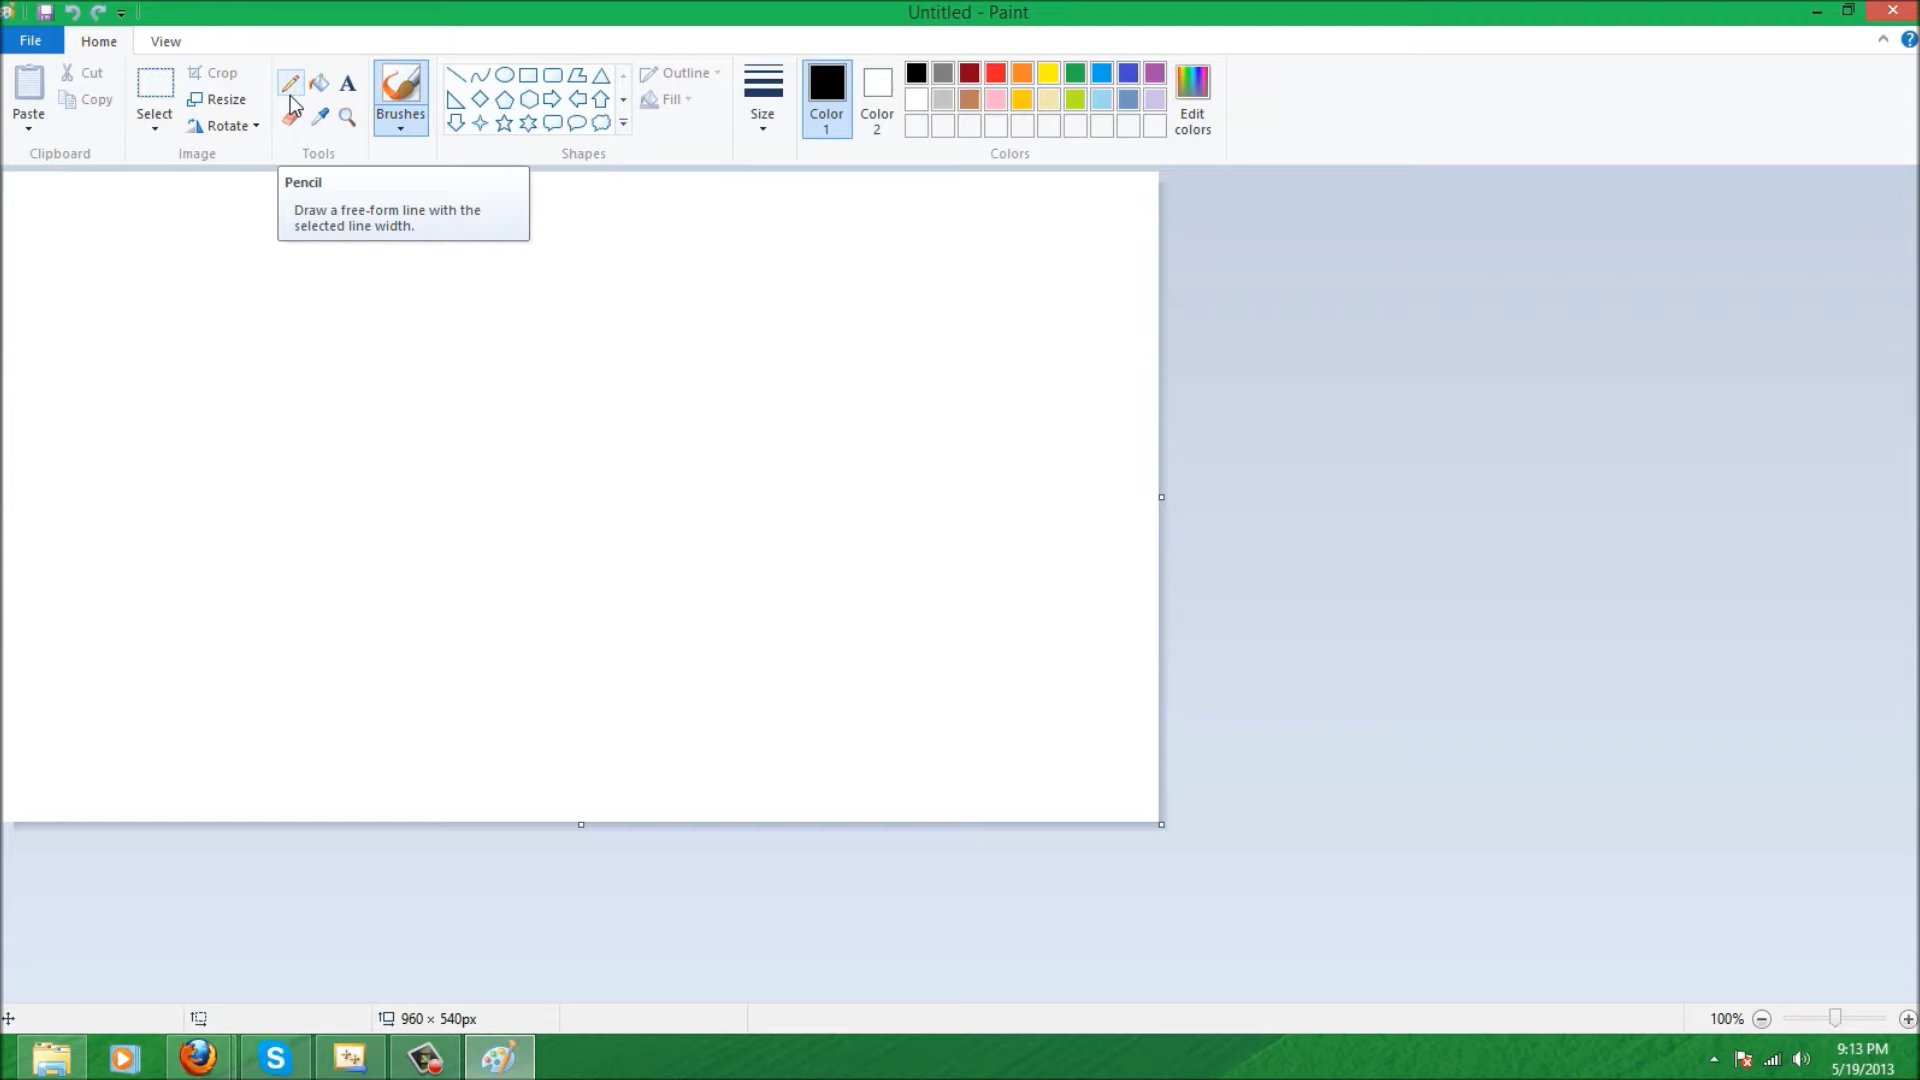 Untitled - Paint
File Home View
Paste
Cut
Copy
Clipboard
Select
Crop
Resize
Rotate
Image
A
Tools
Brushes
Shapes
Outline
Fill
Size
Color 1
Color 2
Edit colors
Colors
Pencil
Draw a free-form line with the
selected line width.
960 × 540px
100%
S
9:13 PM
5/19/2013